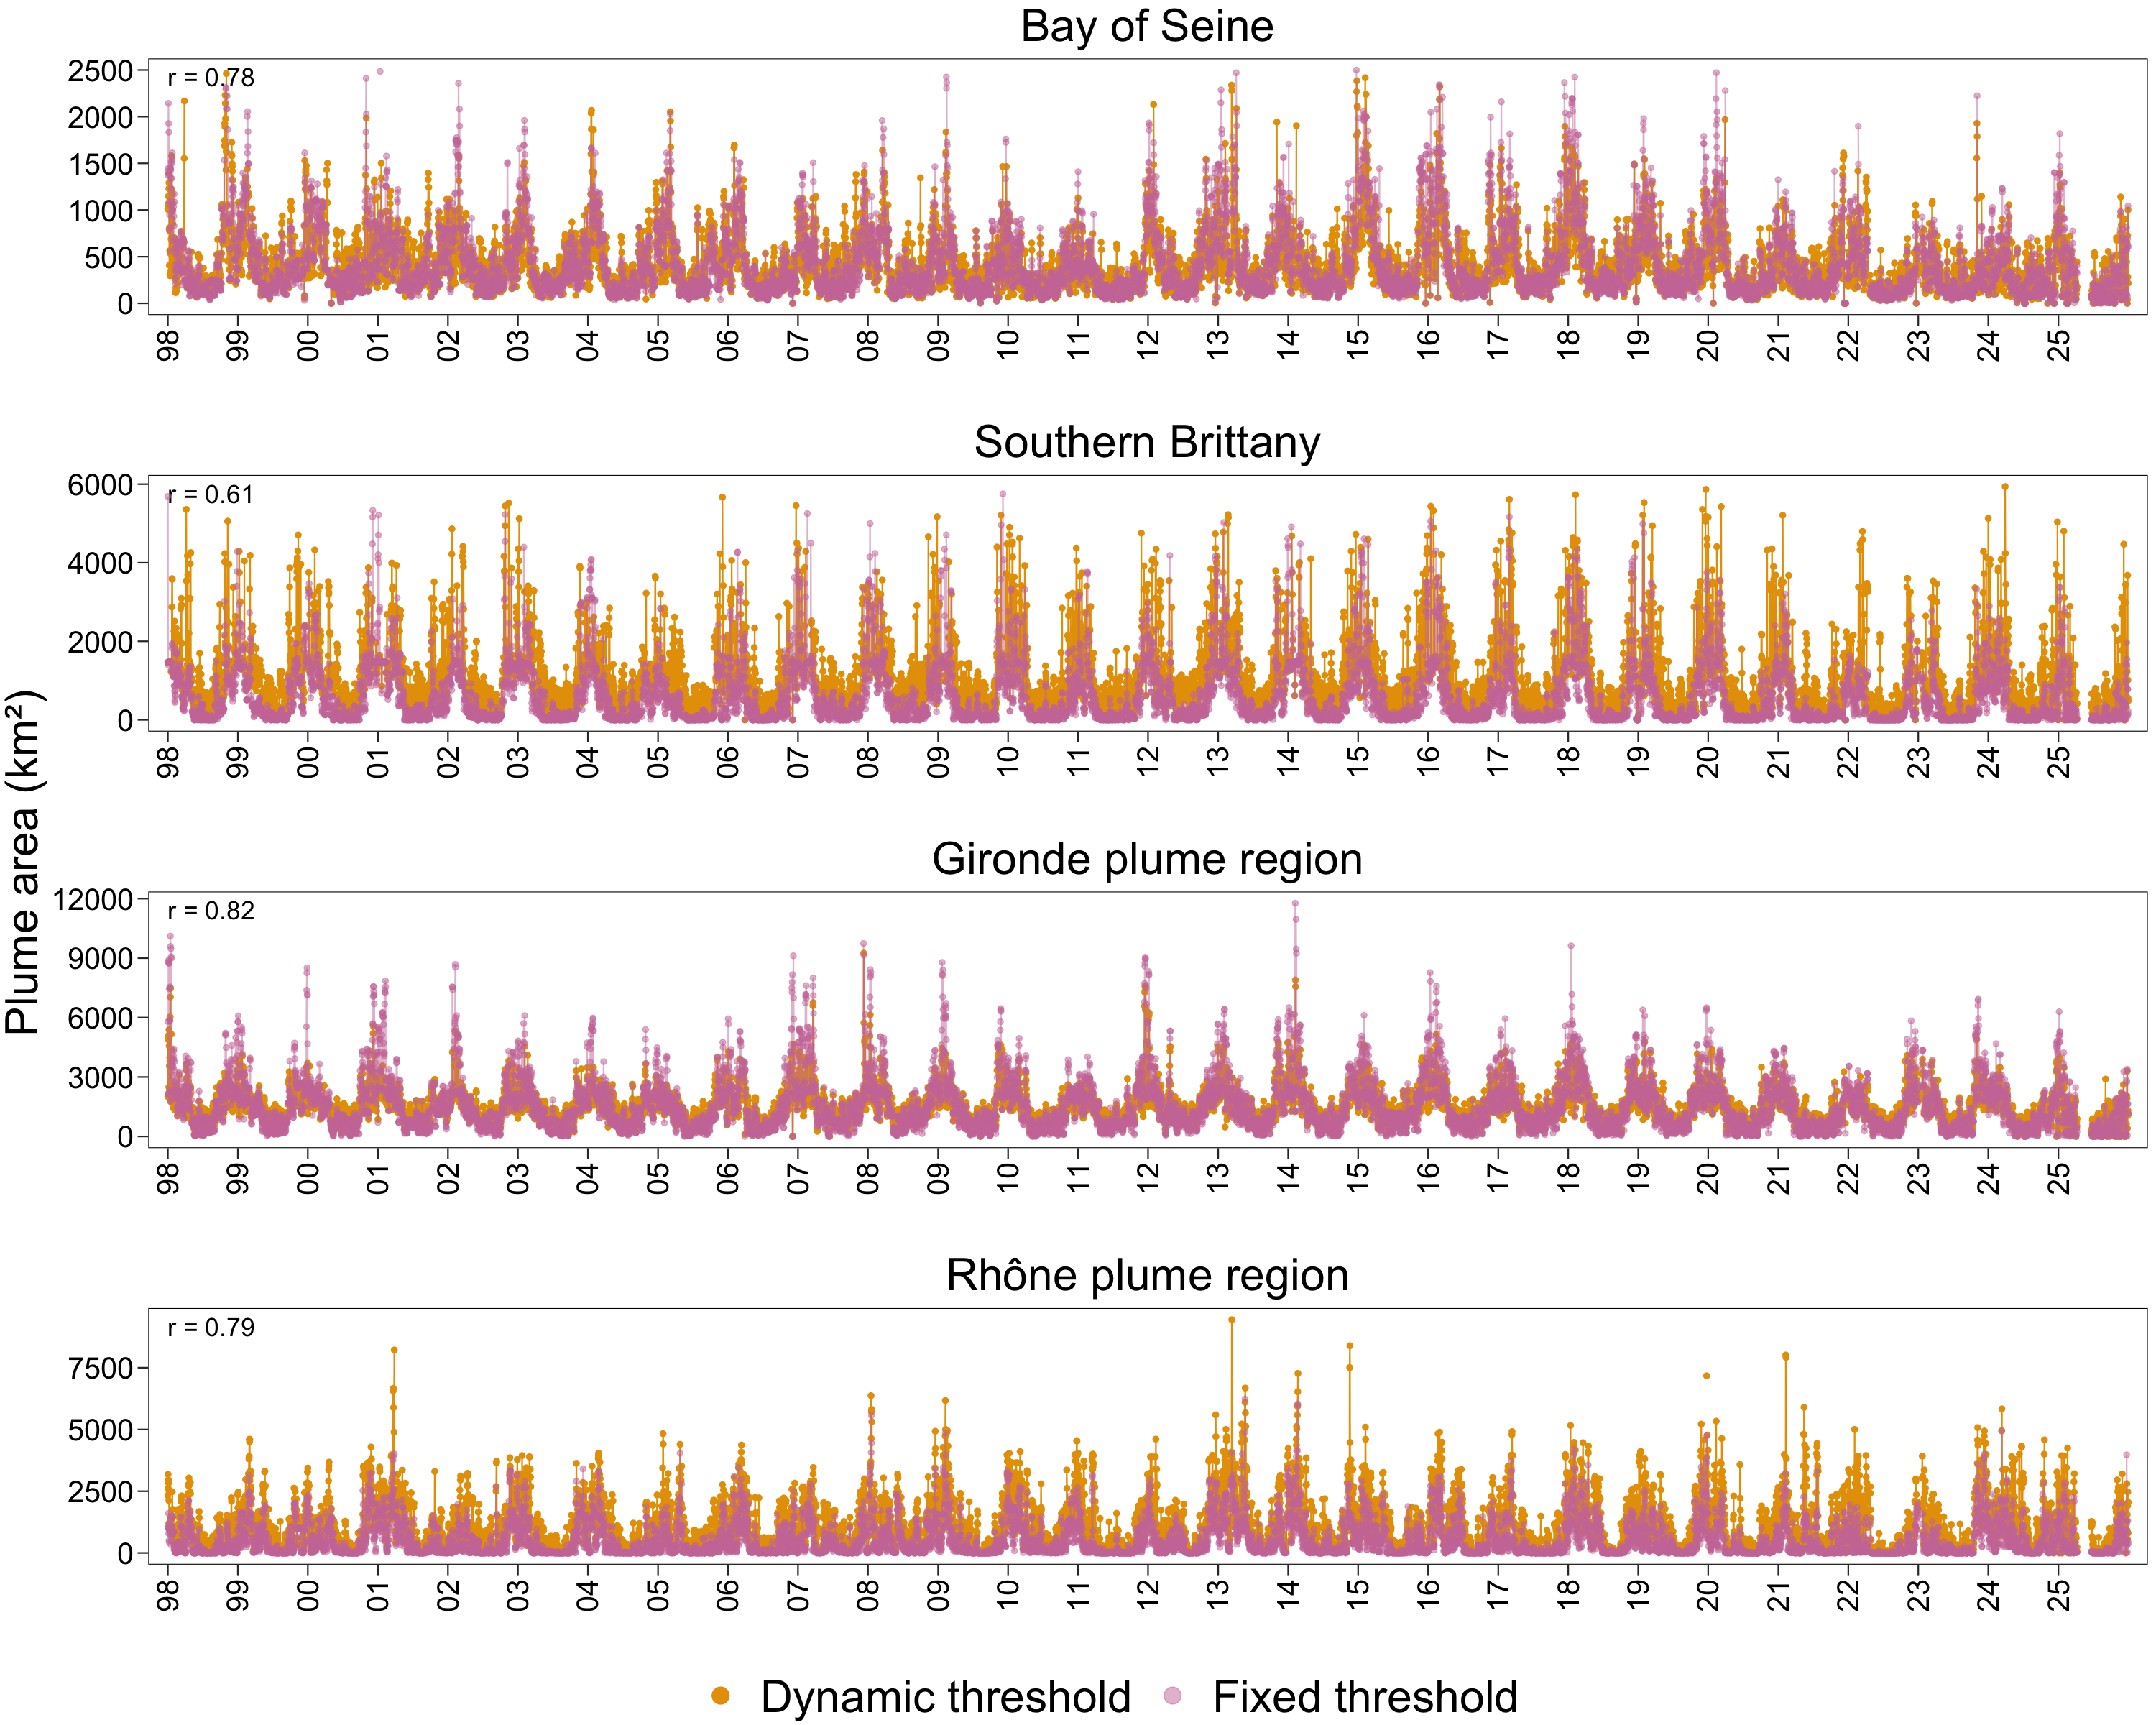 Bay of Seine
r = 0.78
2500
2000
1500
1000
500
0
98 99 00 01 02 03 04 05 06 07 08 09 10 11 12 13 14 15 16 17 18 19 20 21 22 23 24 25
Southern Brittany
r = 0.61
6000
4000
2000
0
98 99 00 01 02 03 04 05 06 07 08 09 10 11 12 13 14 15 16 17 18 19 20 21 22 23 24 25
Plume area (km²)
Gironde plume region
r = 0.82
12000
9000
6000
3000
0
98 99 00 01 02 03 04 05 06 07 08 09 10 11 12 13 14 15 16 17 18 19 20 21 22 23 24 25
Rhône plume region
r = 0.79
7500
5000
2500
0
98 99 00 01 02 03 04 05 06 07 08 09 10 11 12 13 14 15 16 17 18 19 20 21 22 23 24 25
Dynamic threshold Fixed threshold